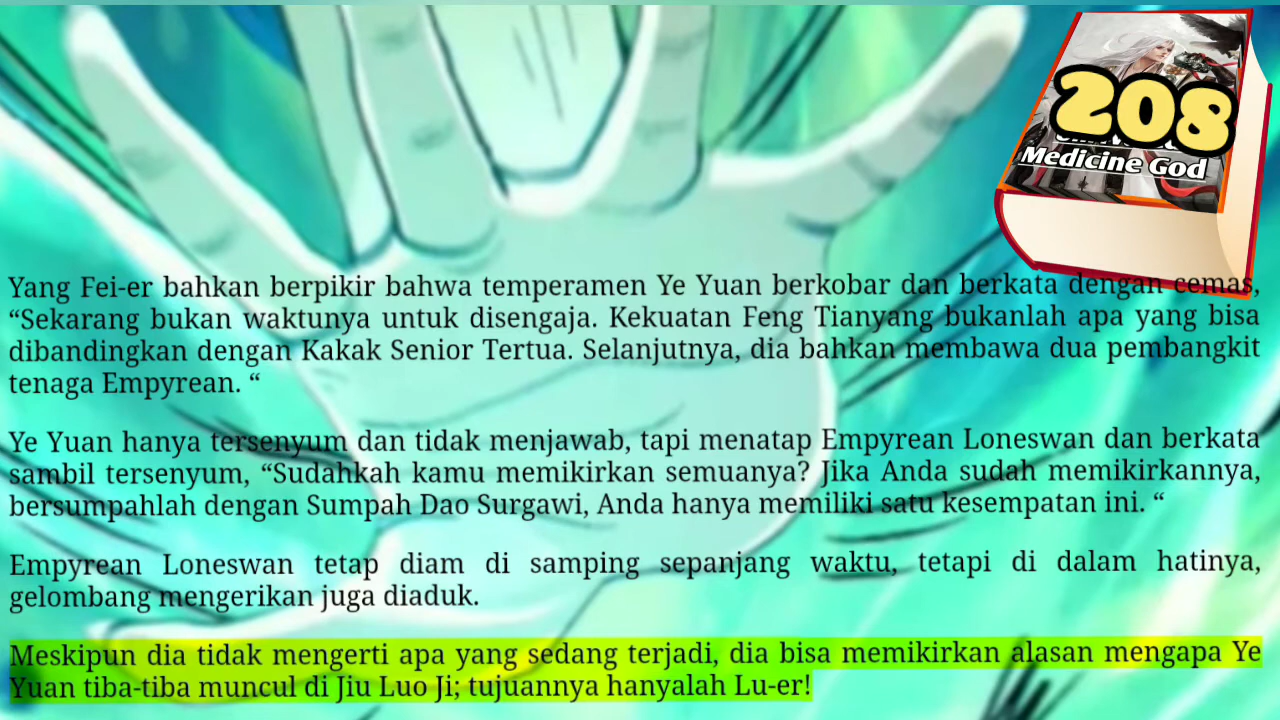 208
Medicine God
Yang Fei-er bahkan berpikir bahwa temperamen Ye Yuan berkobar dan berkata dengan cemas,
“Sekarang bukan waktunya untuk disengaja. Kekuatan Feng Tianyang bukanlah apa yang bisa
dibandingkan dengan Kakak Senior Tertua. Selanjutnya, dia bahkan membawa dua pembangkit
tenaga Empyrean. “
Ye Yuan hanya tersenyum dan tidak menjawab, tapi menatap Empyrean Loneswan dan berkata
sambil tersenyum, “Sudahkah kamu memikirkan semuanya? Jika Anda sudah memikirkannya,
bersumpahlah dengan Sumpah Dao Surgawi, Anda hanya memiliki satu kesempatan ini. “
Empyrean Loneswan tetap diam di samping sepanjang waktu, tetapi di dalam hatinya,
gelombang mengerikan juga diaduk.
Meskipun dia tidak mengerti apa yang sedang terjadi, dia bisa memikirkan alasan mengapa Ye
Yuan tiba-tiba muncul di Jiu Luo Ji; tujuannya hanyalah Lu-er!